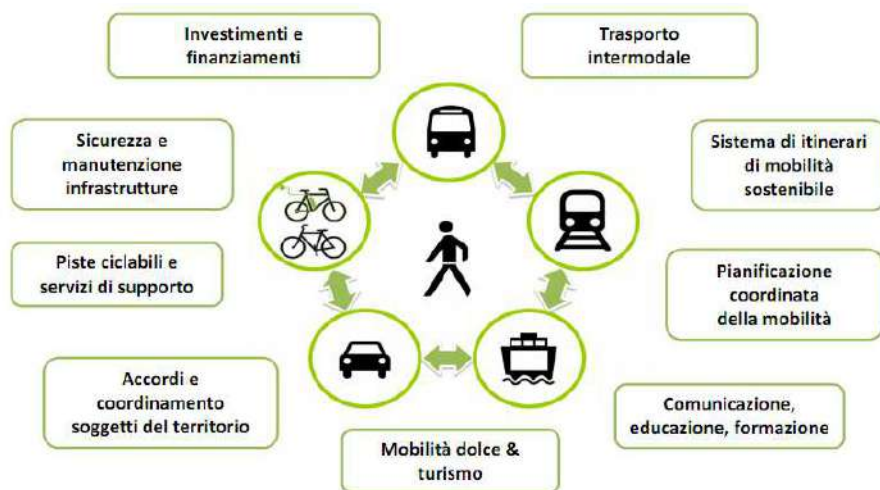 Investimenti e
finanziamenti
Trasporto
intermodale
Sicurezza e
manutenzione
infrastrutture
Sistema di itinerari
di mobilità
sostenibile
Piste ciclabili e
servizi di supporto
Pianificazione
coordinata
della mobilità
Accordi e
coordinamento
soggetti del territorio
Comunicazione,
educazione, formazione
Mobilità dolce &
turismo